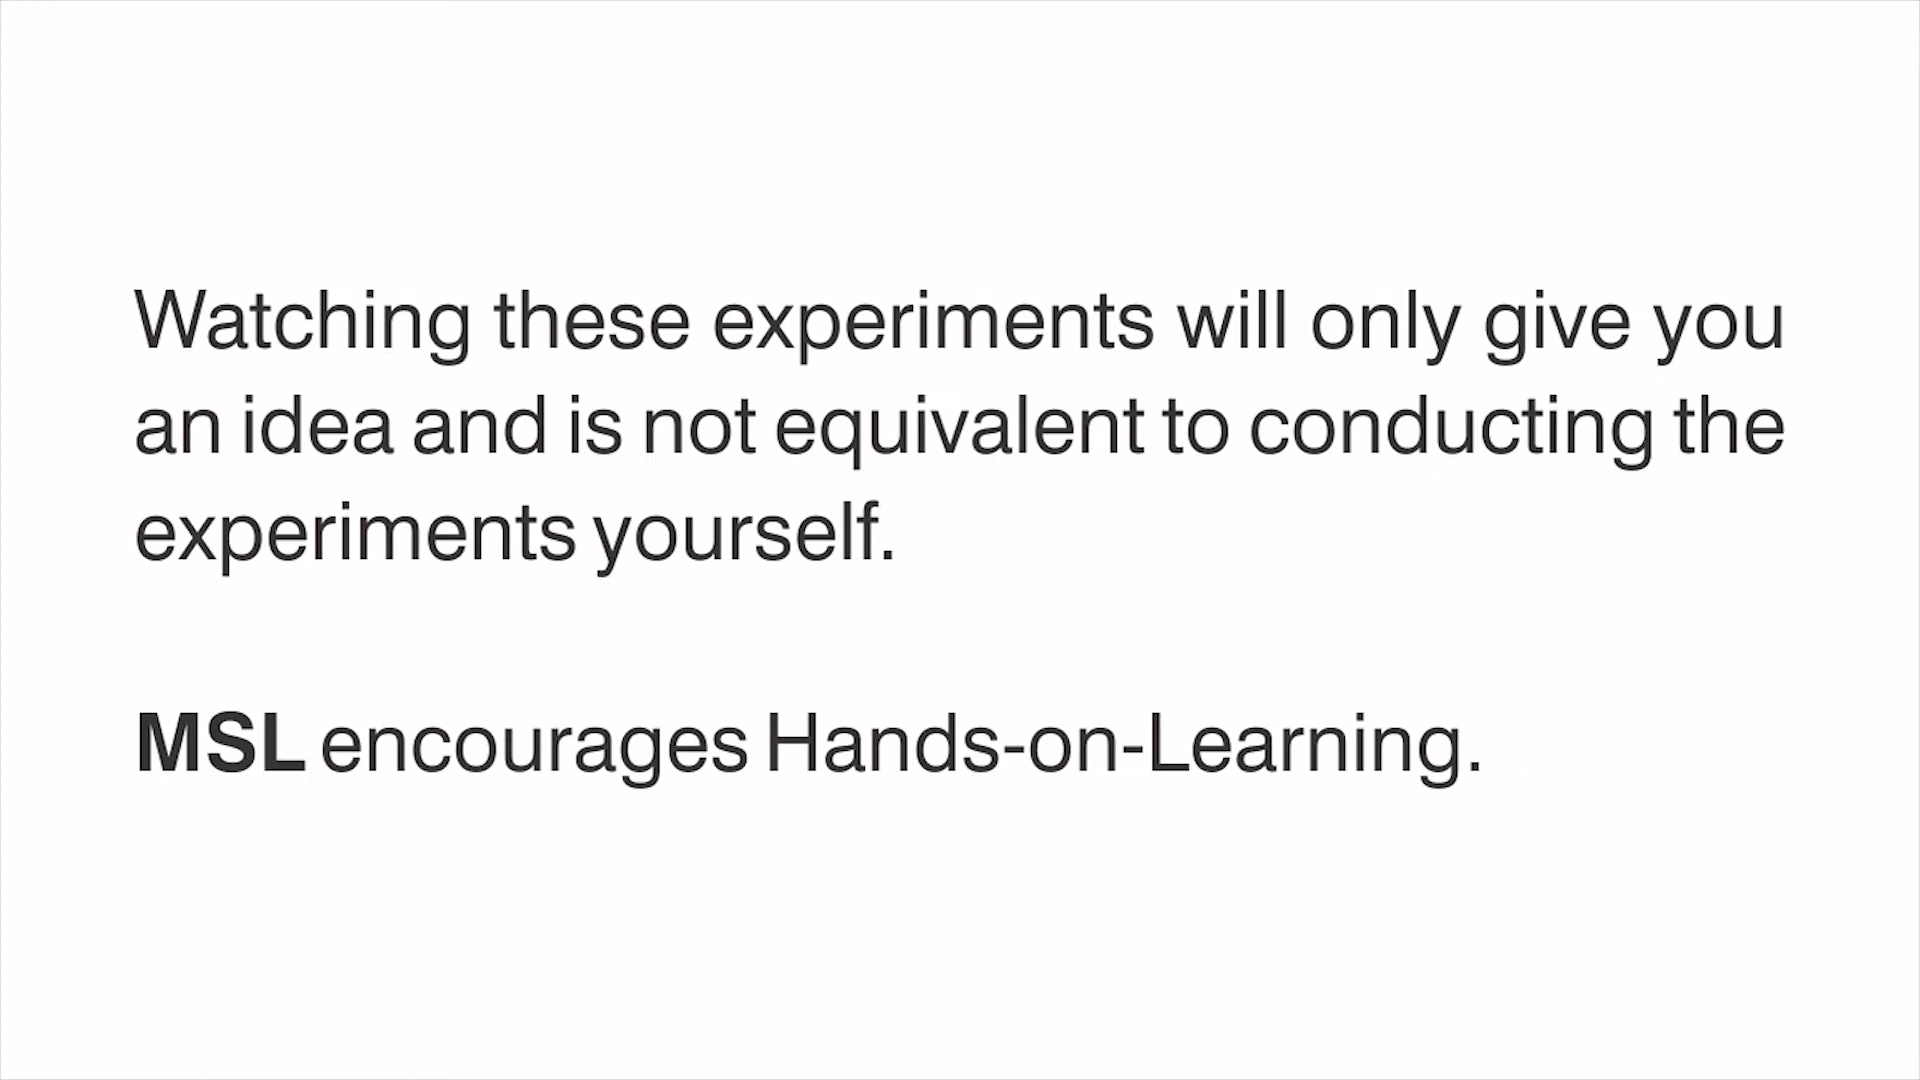 Watching these experiments will only give you
an idea and is not equivalent to conducting the
experiments yourself.
MSL encourages Hands-on-Learning.